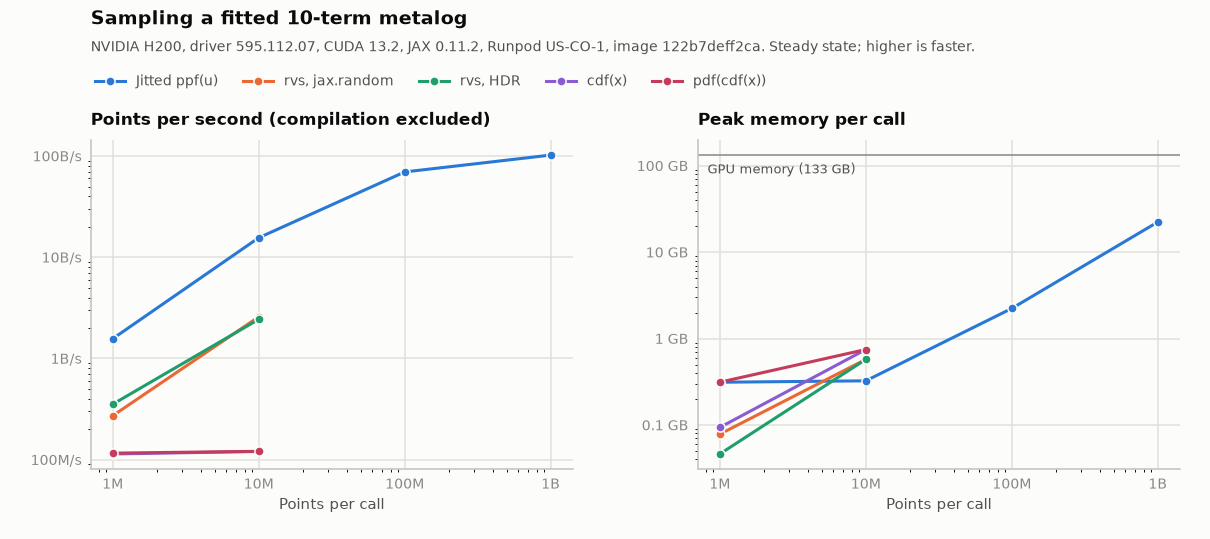 Sampling a fitted 10-term metalog
NVIDIA H200, driver 595.112.07, CUDA 13.2, JAX 0.11.2, Runpod US-CO-1, image 122b7deff2ca. Steady state; higher is faster.
Jitted ppf(u) rvs, jax.random rvs, HDR cdf(x) pdf(cdf(x))
Points per second (compilation excluded)
100B/s
10B/s
1B/s
100M/s
1M 10M 100M 1B
Points per call
Peak memory per call
100 GB
GPU memory (133 GB)
10 GB
1 GB
0.1 GB
1M 10M 100M 1B
Points per call